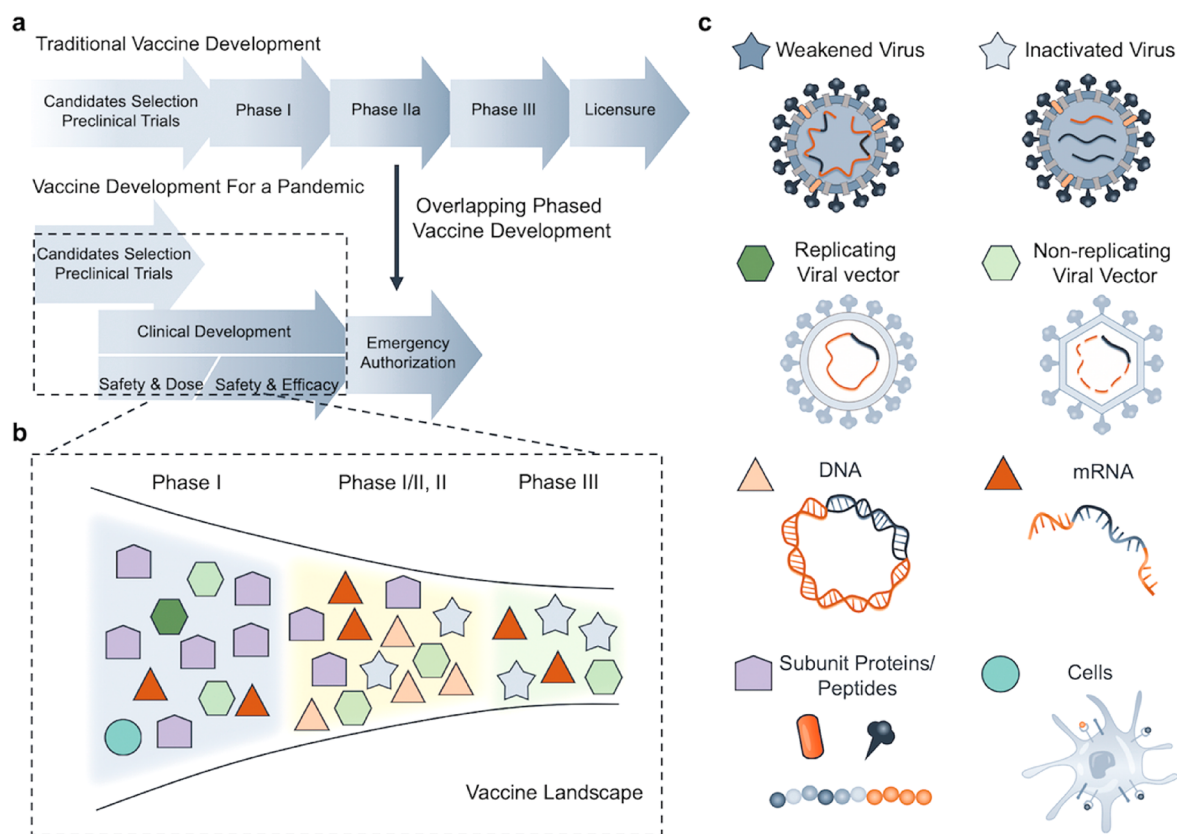 a
Traditional Vaccine Development
Candidates Selection
Preclinical Trials
Phase I
Phase IIa
Phase III
Licensure
Vaccine Development For a Pandemic
Overlapping Phased
Vaccine Development
Candidates Selection
Preclinical Trials
Clinical Development
Safety & Dose
Safety & Efficacy
Emergency
Authorization
b
Phase I
Phase I/II, II
Phase III
Vaccine Landscape
c
Weakened Virus
Inactivated Virus
Replicating
Viral vector
Non-replicating
Viral Vector
DNA
mRNA
Subunit Proteins/
Peptides
Cells